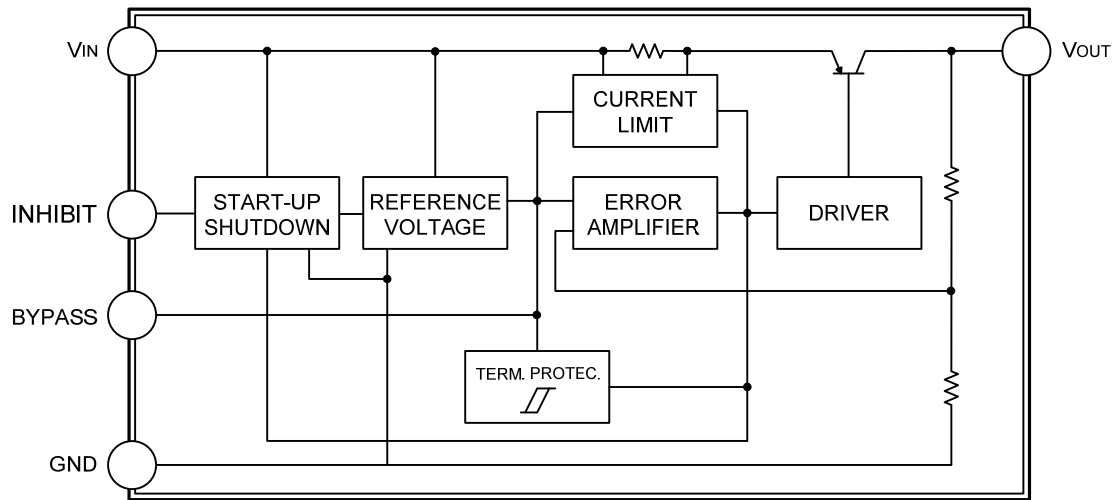 VIN
VOUT
CURRENT
LIMIT
INHIBIT
START-UP
SHUTDOWN
REFERENCE
VOLTAGE
ERROR
AMPLIFIER
DRIVER
BYPASS
TERM. PROTEC.
GND